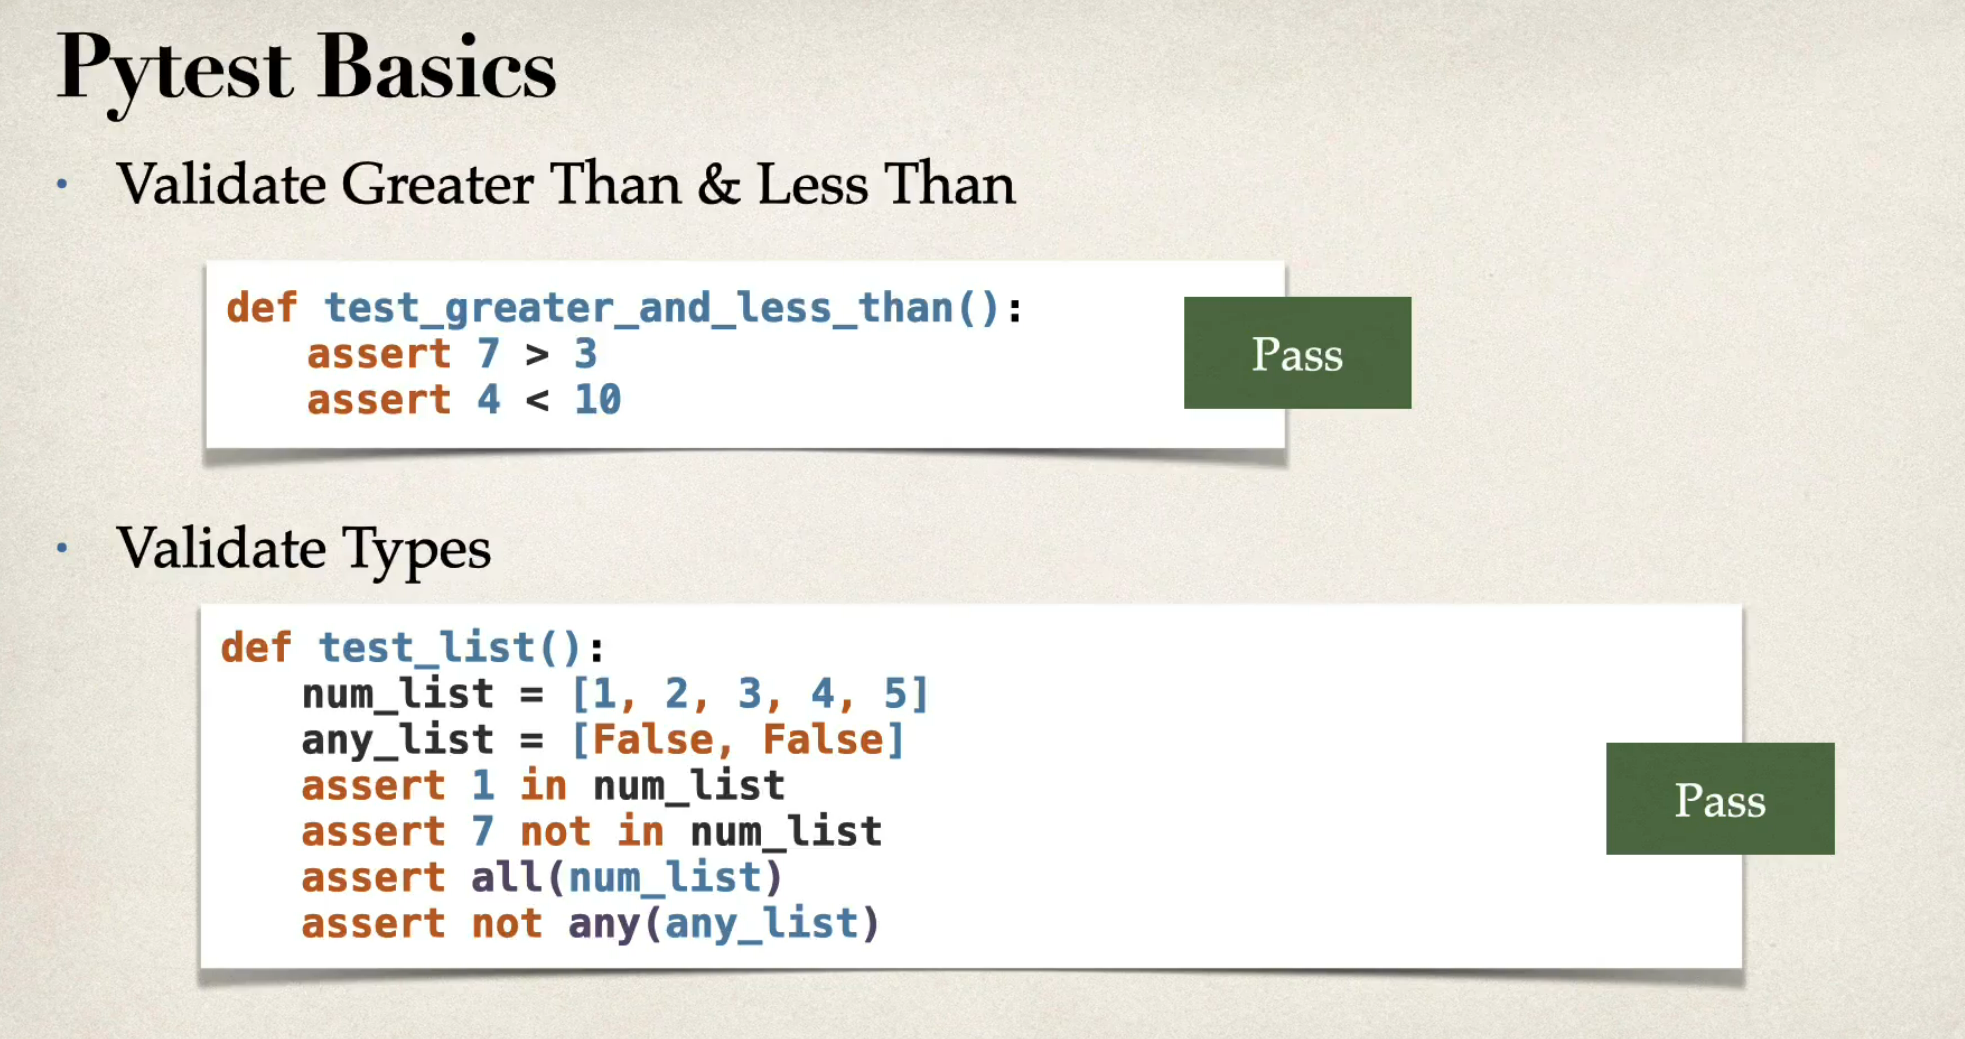 Pytest Basics
• Validate Greater Than & Less Than
def test_greater_and_less_than():
    assert 7 > 3
    assert 4 < 10
Pass
• Validate Types
def test_list():
    num_list = [1, 2, 3, 4, 5]
    any_list = [False, False]
    assert 1 in num_list
    assert 7 not in num_list
    assert all(num_list)
    assert not any(any_list)
Pass